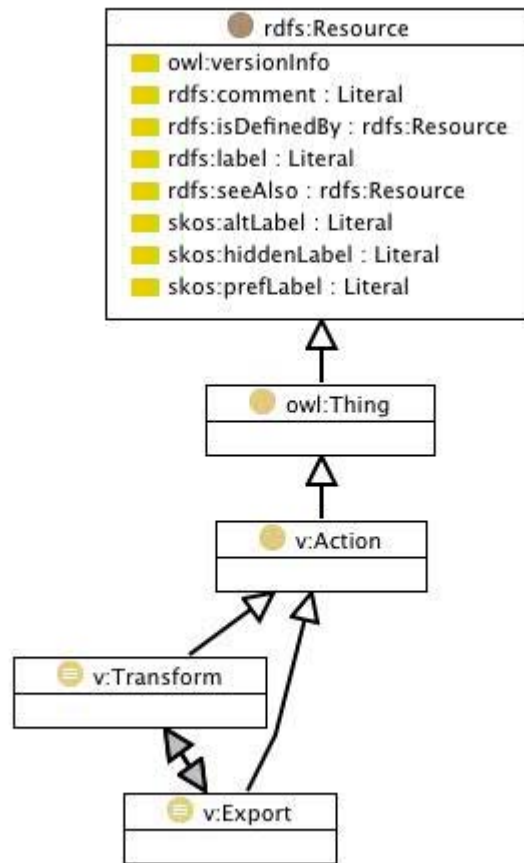 rdfs:Resource
owl:versionInfo
rdfs:comment : Literal
rdfs:isDefinedBy : rdfs:Resource
rdfs:label : Literal
rdfs:seeAlso : rdfs:Resource
skos:altLabel : Literal
skos:hiddenLabel : Literal
skos:prefLabel : Literal
owl:Thing
v:Action
v:Transform
v:Export